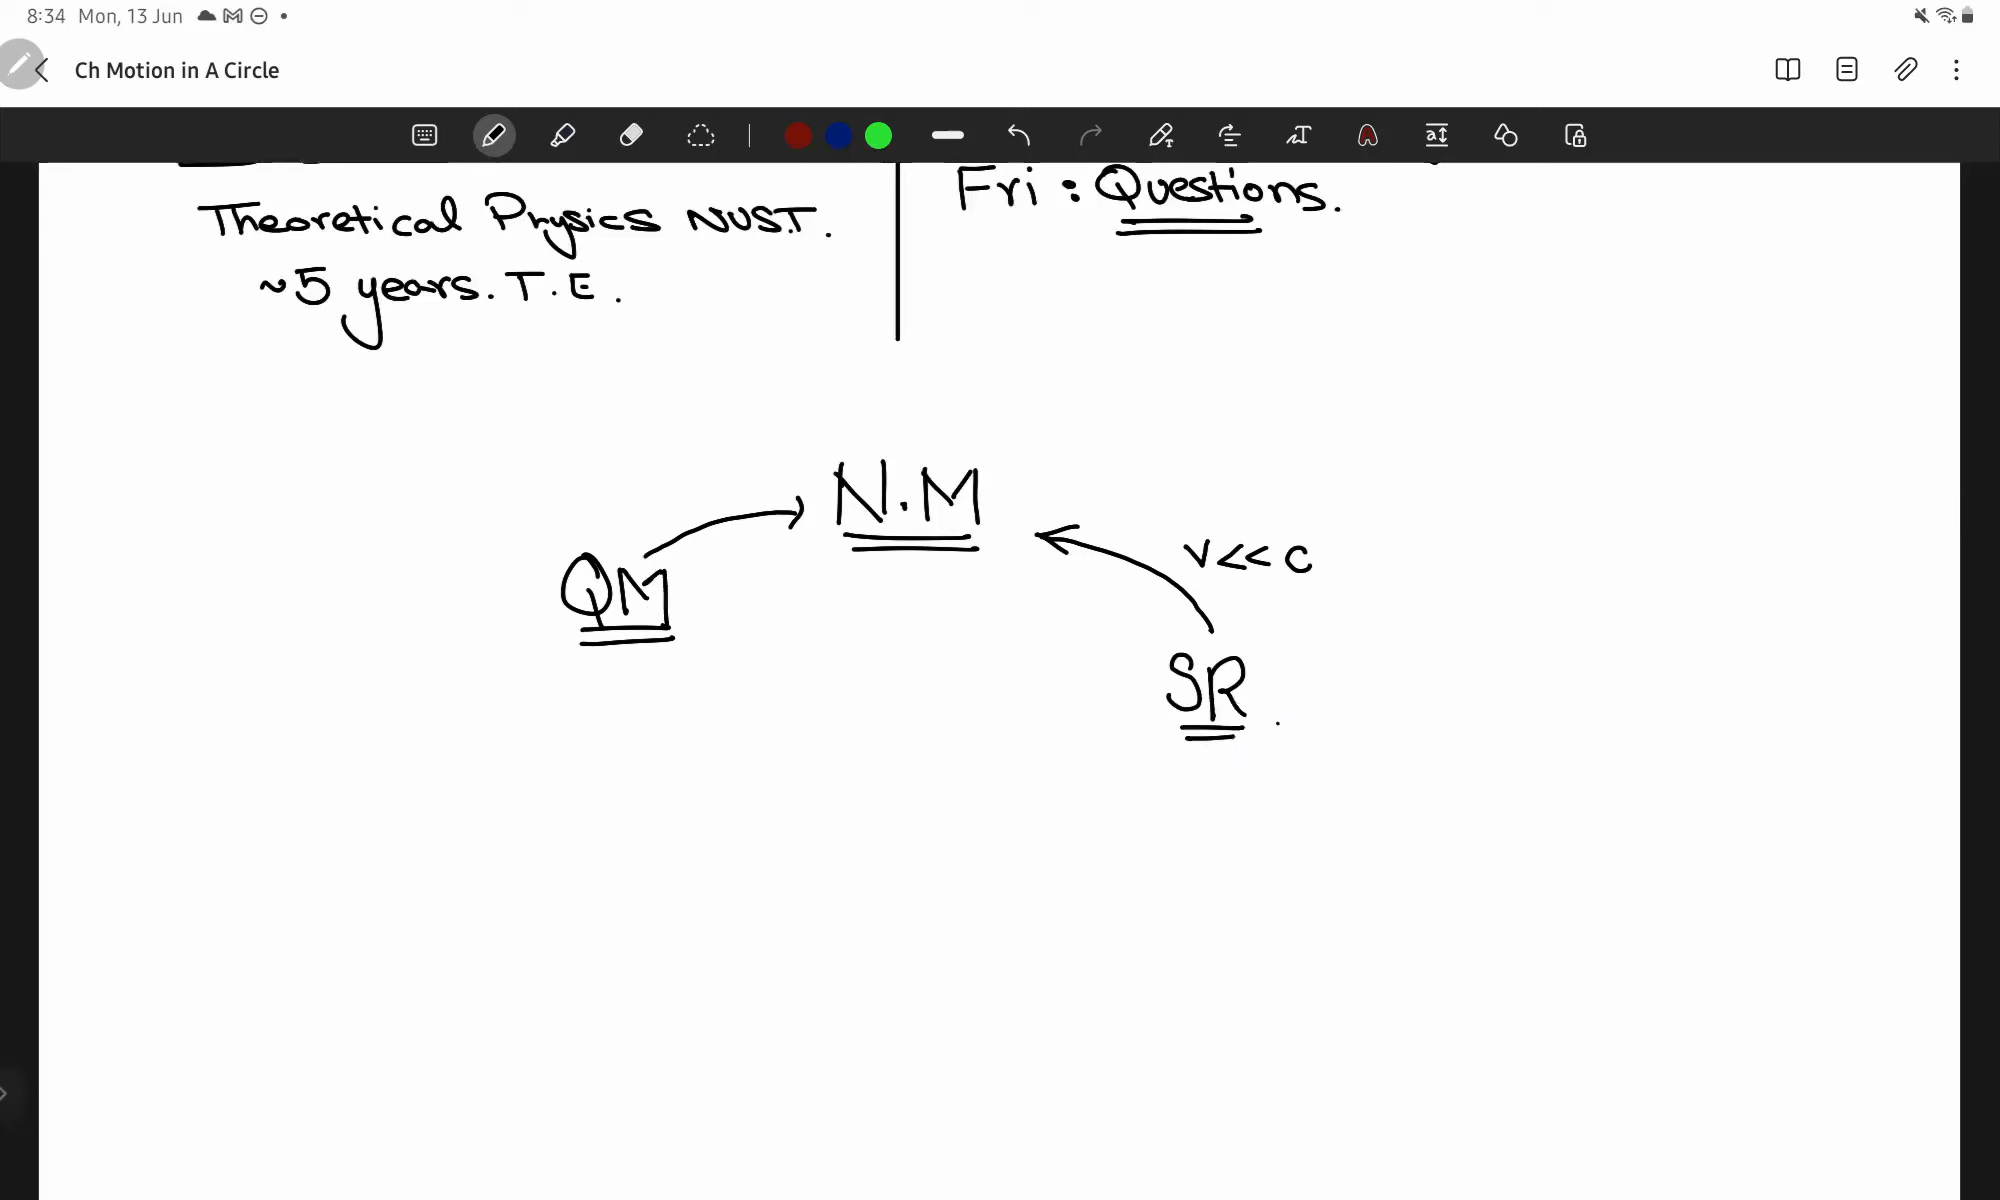 8:34 Mon, 13 Jun
Ch Motion in A Circle
Theoretical Physics NUST.
~5 years. T.E.
Fri : Questions.
N.M
QM
v<< c
SR